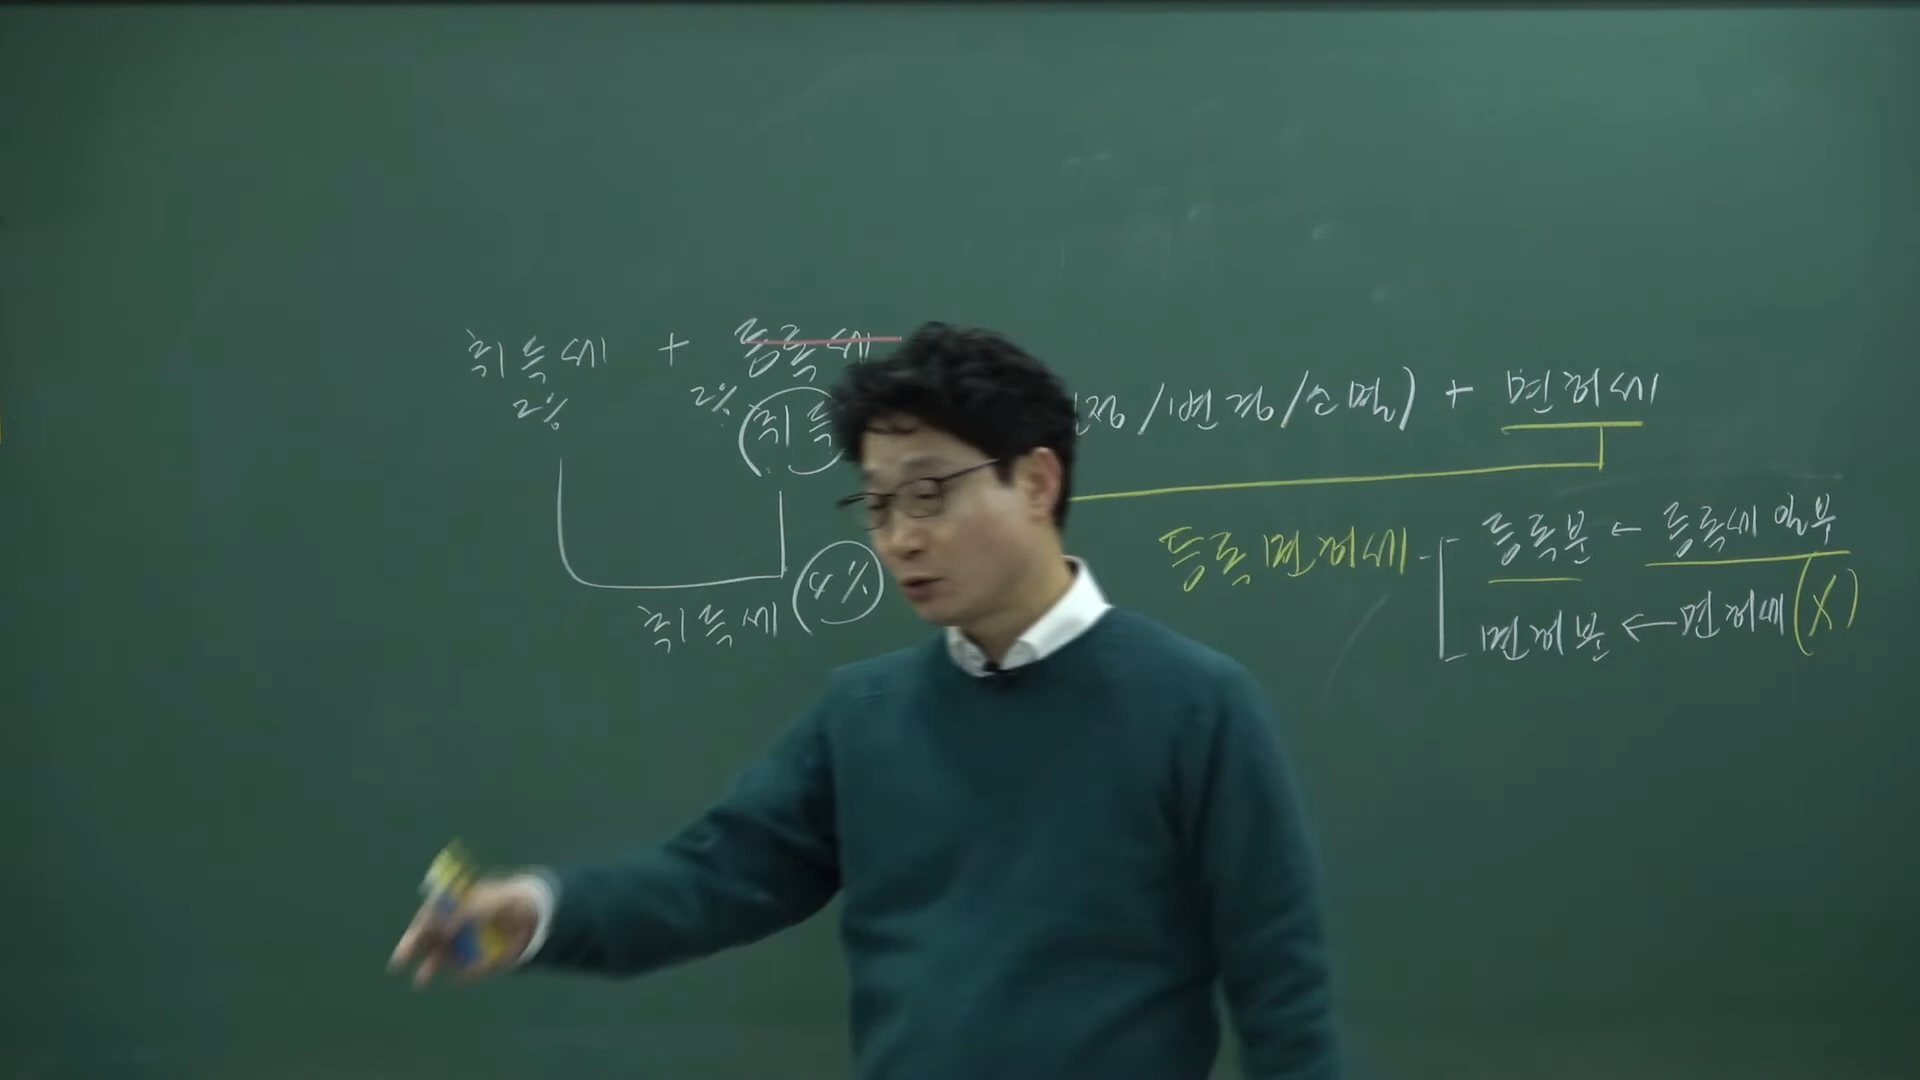 취득세 + 등록세
2% 2%
(취득
정/변경/소멸) + 면허세
등록면허세 - [ 등록분 ← 등록세 일부
면허분 ← 면허세(X)
취득세 4%